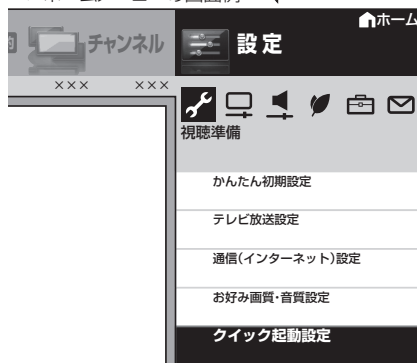 ホーム
チャンネル
設定
××× ×××
視聴準備
かんたん初期設定
テレビ放送設定
通信(インターネット)設定
お好み画質・音質設定
クイック起動設定